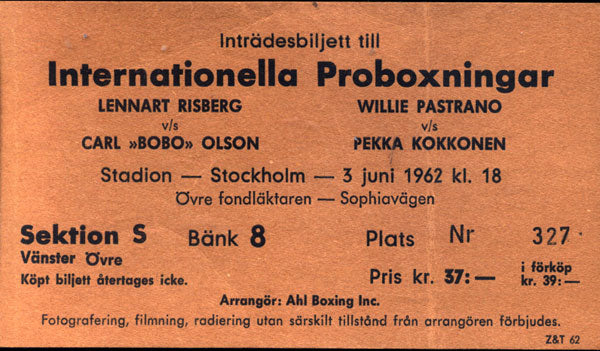 Inträdesbiljett till
Internationella Proboxningar
LENNART RISBERG WILLIE PASTRANO
v/s v/s
CARL »BOBO» OLSON PEKKA KOKKONEN
Stadion — Stockholm — 3 juni 1962 kl. 18
Övre fondläktaren — Sophiavägen
Sektion S Bänk 8 Plats Nr 327
Vänster Övre
Köpt biljett återtages icke. Pris kr. 37:— i förköp kr. 39:—
Arrangör: Ahl Boxing Inc.
Fotografering, filmning, radiering utan särskilt tillstånd från arrangören förbjudes.
Z&T 62